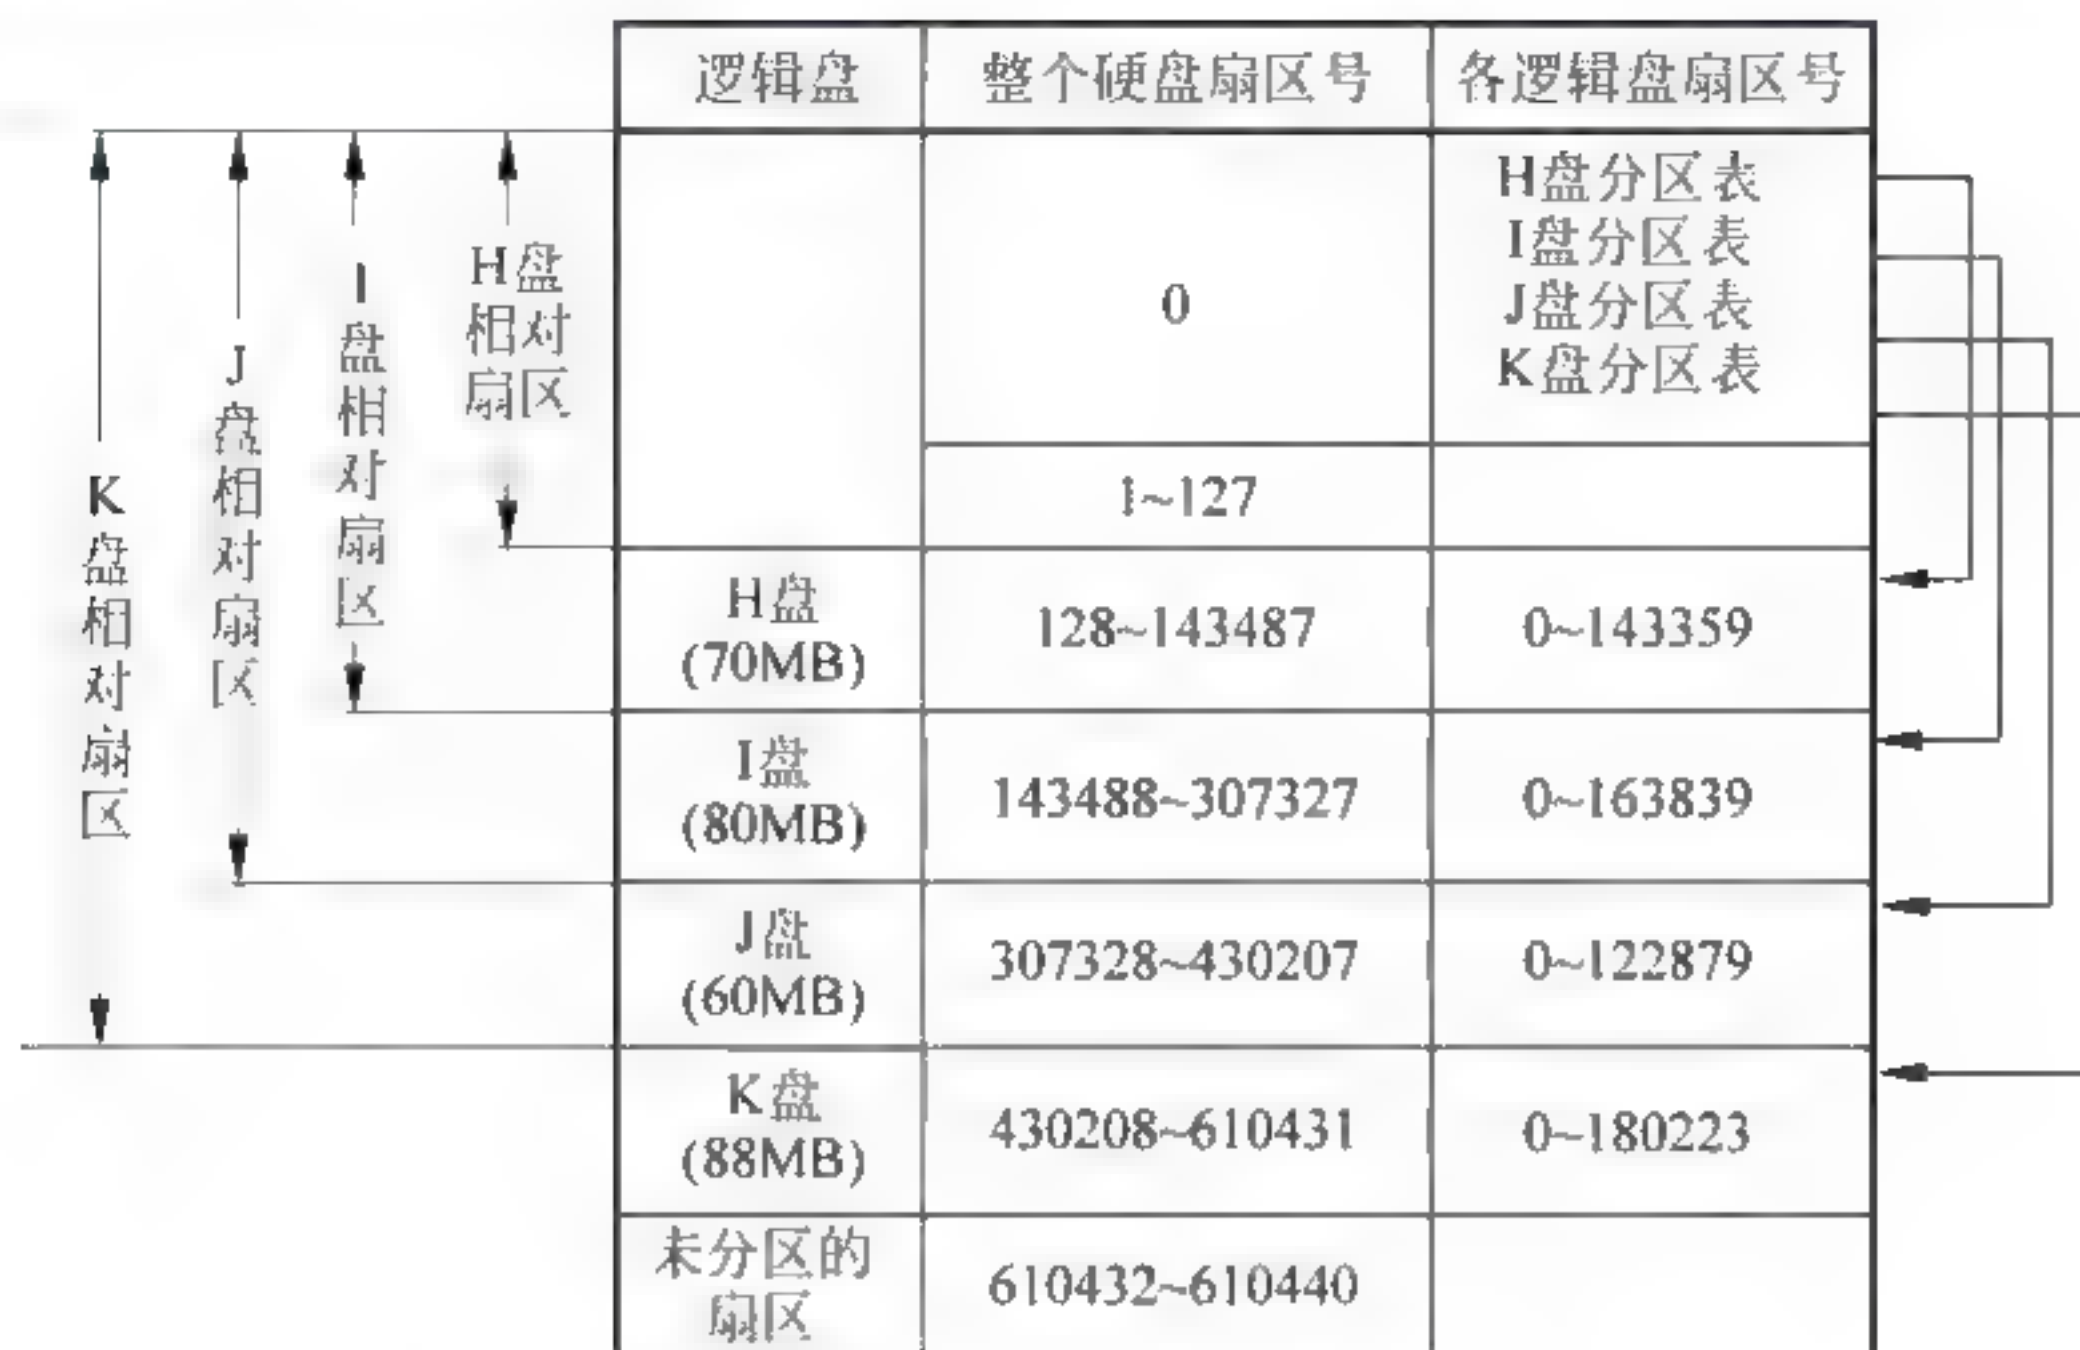 逻辑盘 整个硬盘扇区号 各逻辑盘扇区号
K盘相对扇区
J盘相对扇区
I盘相对扇区
H盘
相对
扇区
0
H盘分区表
I盘分区表
J盘分区表
K盘分区表
1~127
H盘
(70MB)
128~143487
0~143359
I盘
(80MB)
143488~307327
0~163839
J盘
(60MB)
307328~430207
0~122879
K盘
(88MB)
430208~610431
0~180223
未分区的
扇区
610432~610440